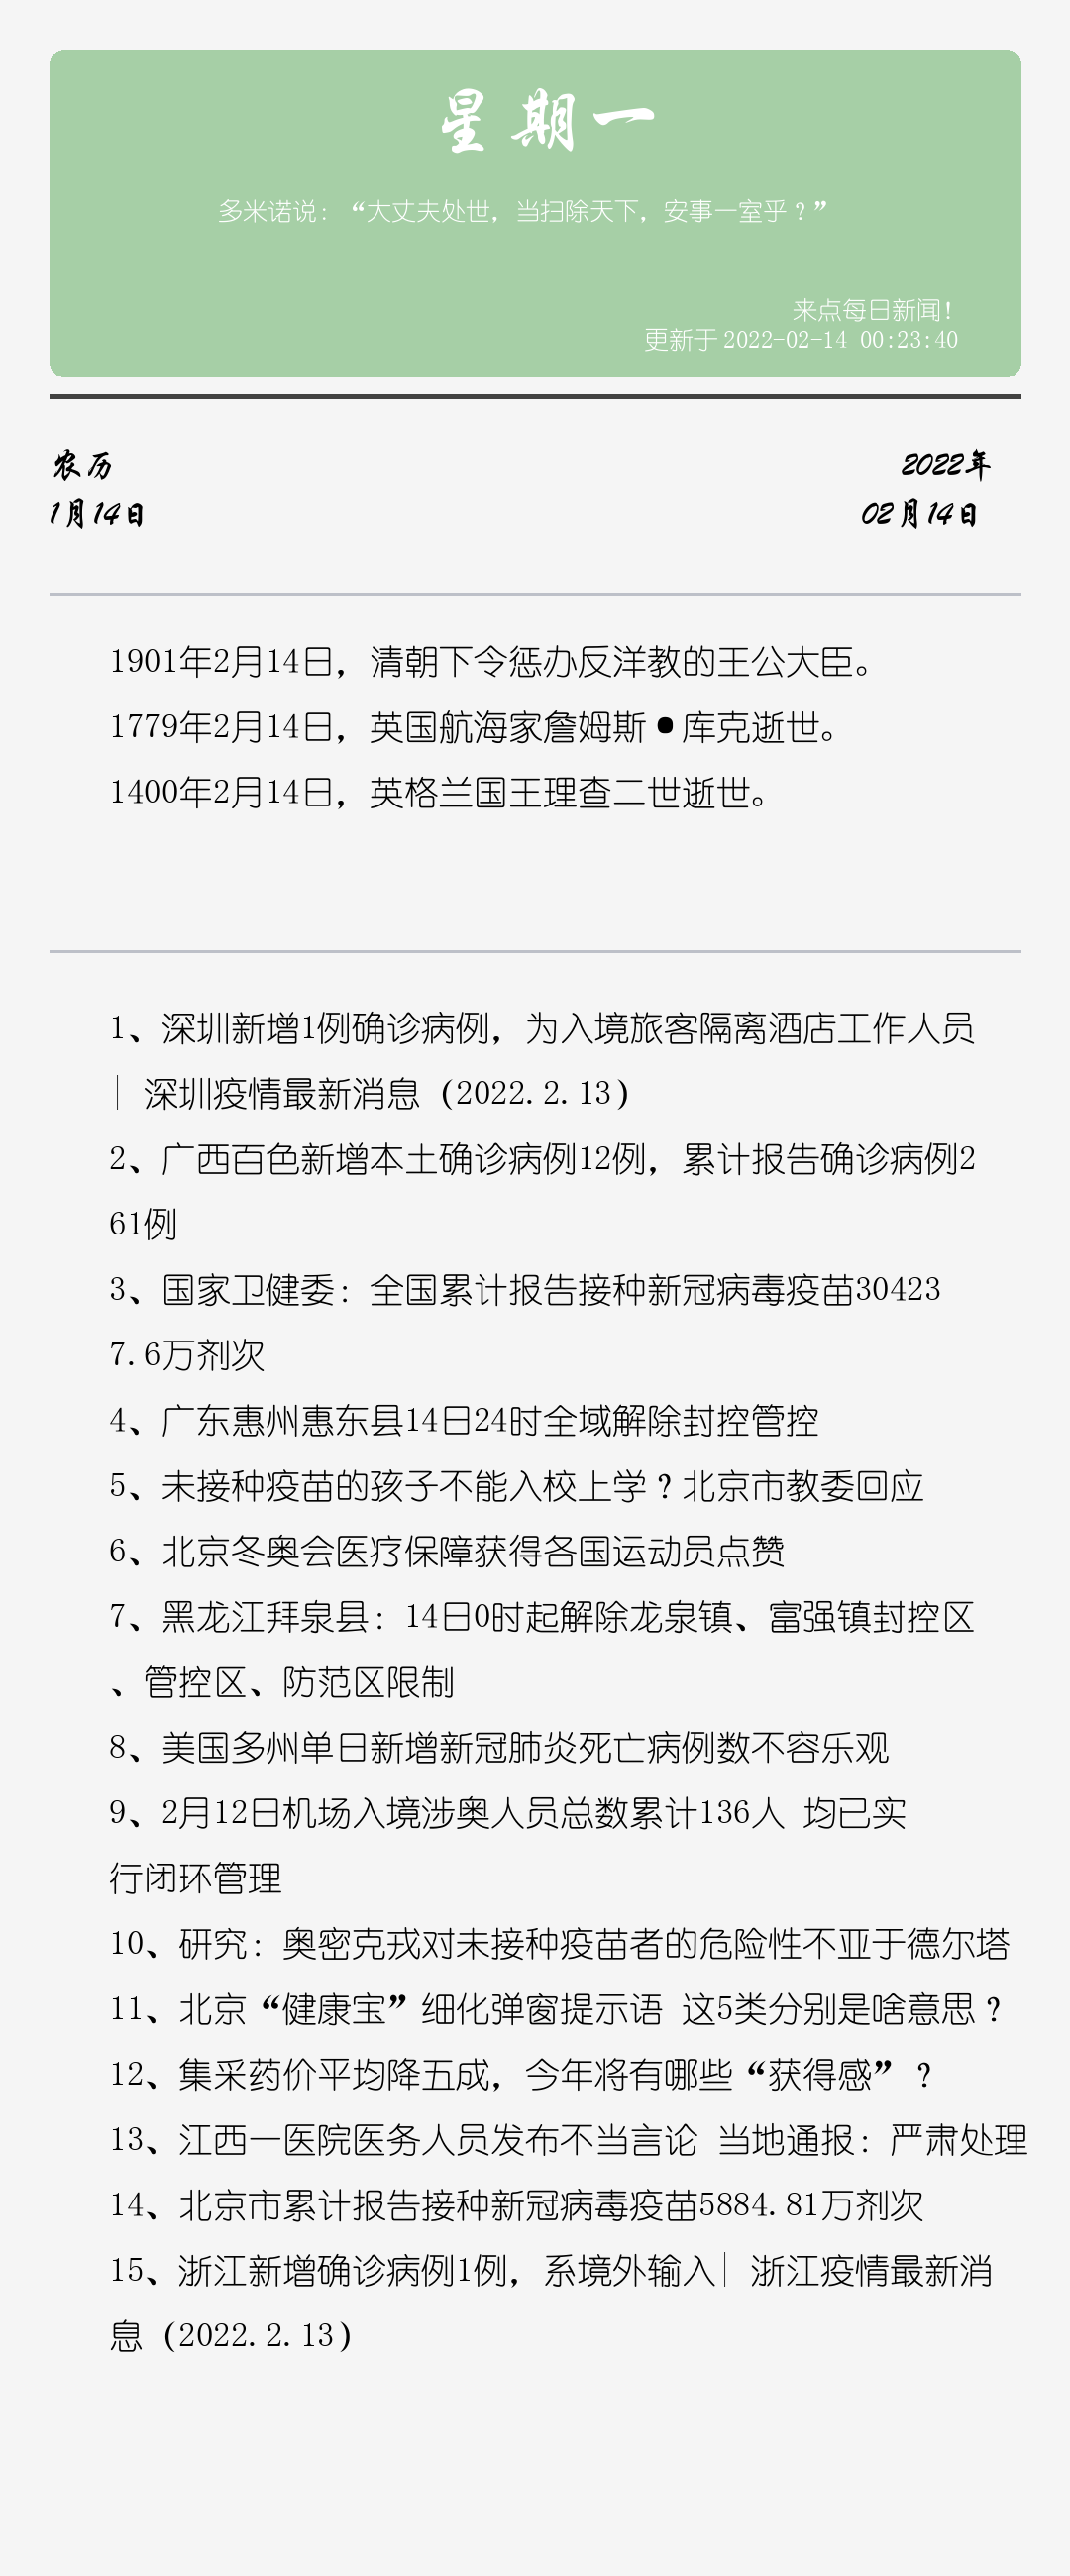 星期一
多米诺说：“大丈夫处世，当扫除天下，安事一室乎？”
来点每日新闻！
更新于 2022-02-14 00:23:40
农历
2022年
1月14日
02月14日
1901年2月14日，清朝下令惩办反洋教的王公大臣。
1779年2月14日，英国航海家詹姆斯•库克逝世。
1400年2月14日，英格兰国王理查二世逝世。
1、深圳新增1例确诊病例，为入境旅客隔离酒店工作人员
| 深圳疫情最新消息（2022.2.13）
2、广西百色新增本土确诊病例12例，累计报告确诊病例2
61例
3、国家卫健委：全国累计报告接种新冠病毒疫苗30423
7.6万剂次
4、广东惠州惠东县14日24时全域解除封控管控
5、未接种疫苗的孩子不能入校上学？北京市教委回应
6、北京冬奥会医疗保障获得各国运动员点赞
7、黑龙江拜泉县：14日0时起解除龙泉镇、富强镇封控区
、管控区、防范区限制
8、美国多州单日新增新冠肺炎死亡病例数不容乐观
9、2月12日机场入境涉奥人员总数累计136人 均已实
行闭环管理
10、研究：奥密克戎对未接种疫苗者的危险性不亚于德尔塔
11、北京“健康宝”细化弹窗提示语 这5类分别是啥意思？
12、集采药价平均降五成，今年将有哪些“获得感”？
13、江西一医院医务人员发布不当言论 当地通报：严肃处理
14、北京市累计报告接种新冠病毒疫苗5884.81万剂次
15、浙江新增确诊病例1例，系境外输入| 浙江疫情最新消
息（2022.2.13）